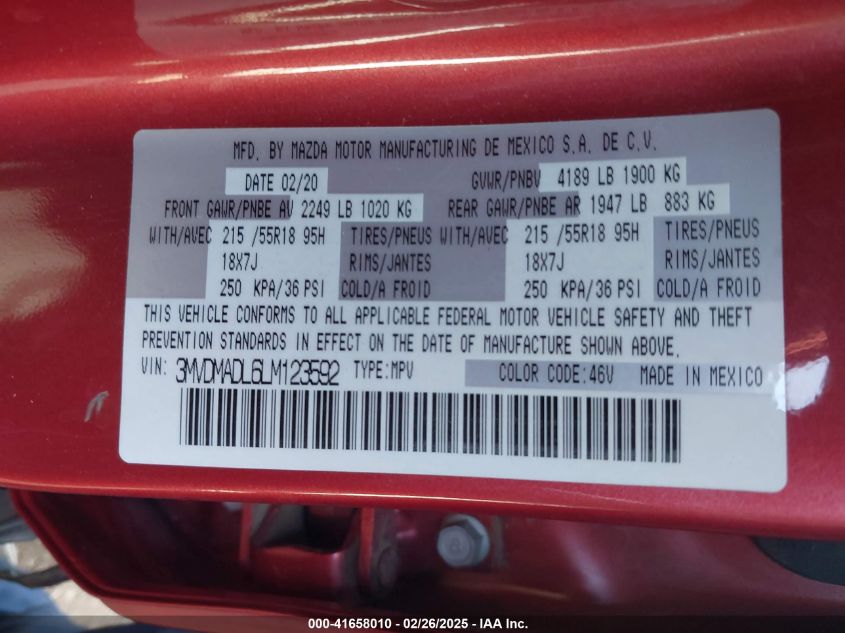 MFD. BY MAZDA MOTOR MANUFACTURING DE MEXICO S.A. DE C.V.
DATE 02/20 GVWR/PNBV 4189 LB 1900 KG
FRONT GAWR/PNBE AV 2249 LB 1020 KG REAR GAWR/PNBE AR 1947 LB 883 KG
WITH/AVEC 215 /55R18 95H TIRES/PNEUS WITH/AVEC 215 /55R18 95H TIRES/PNEUS
18X7J RIMS/JANTES 18X7J RIMS/JANTES
250 KPA/36 PSI COLD/A FROID 250 KPA/36 PSI COLD/A FROID
THIS VEHICLE CONFORMS TO ALL APPLICABLE FEDERAL MOTOR VEHICLE SAFETY AND THEFT
PREVENTION STANDARDS IN EFFECT ON THE DATE OF MANUFACTURE SHOWN ABOVE.
VIN: 3MVDMADL6LM123592 TYPE:MPV COLOR CODE:46V MADE IN MEXICO
000-41658010 - 02/26/2025 - IAA Inc.